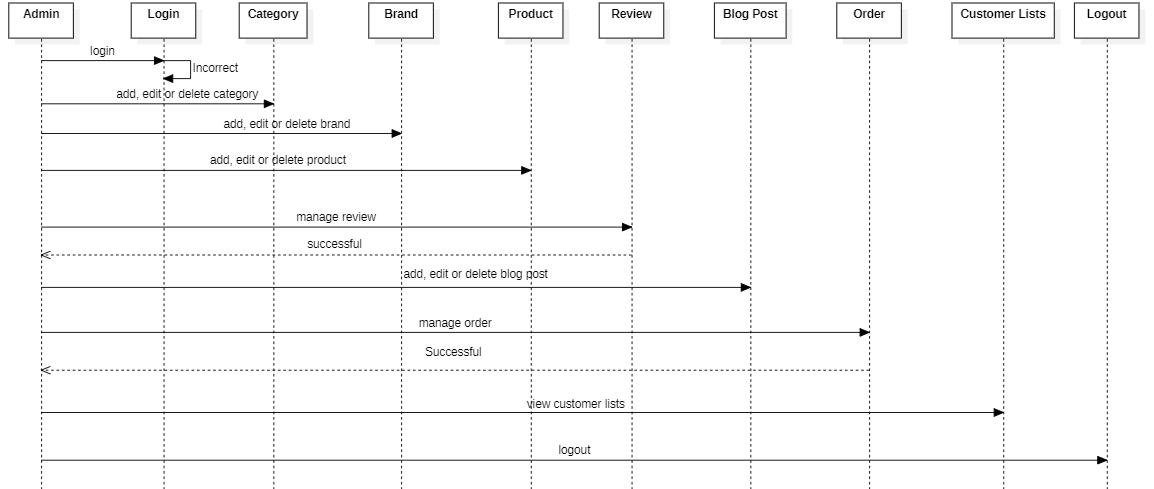 Admin Login Category Brand Product Review Blog Post Order Customer Lists Logout
login
Incorrect
add, edit or delete category
add, edit or delete brand
add, edit or delete product
manage review
successful
add, edit or delete blog post
manage order
Successful
view customer lists
logout